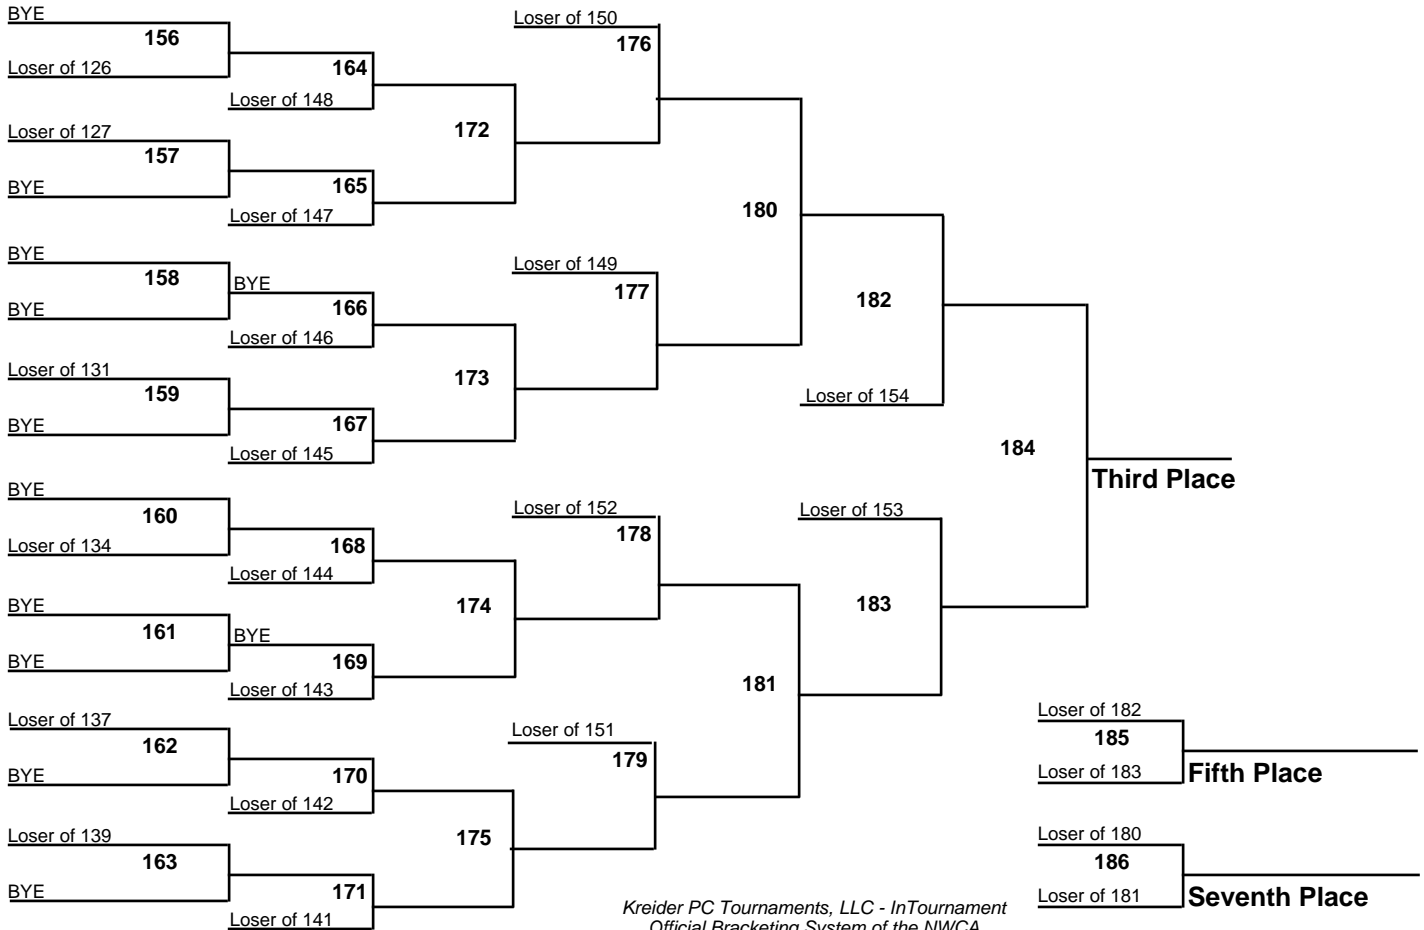 BYE
156
Loser of 126
164
Loser of 148
Loser of 127
157
BYE
165
Loser of 147
172
Loser of 150
176
BYE
158
BYE
BYE
166
Loser of 146
Loser of 131
159
BYE
167
Loser of 145
173
Loser of 149
177
180
182
Loser of 154
BYE
160
Loser of 134
168
Loser of 144
BYE
161
BYE
BYE
169
Loser of 143
174
Loser of 152
178
Loser of 137
162
BYE
170
Loser of 142
Loser of 139
163
BYE
171
Loser of 141
175
Loser of 151
179
181
Loser of 153
183
184
Third Place
Loser of 182
185
Loser of 183
Fifth Place
Loser of 180
186
Loser of 181
Seventh Place
Kreider PC Tournaments, LLC - InTournament
Official Bracketing System of the NWCA